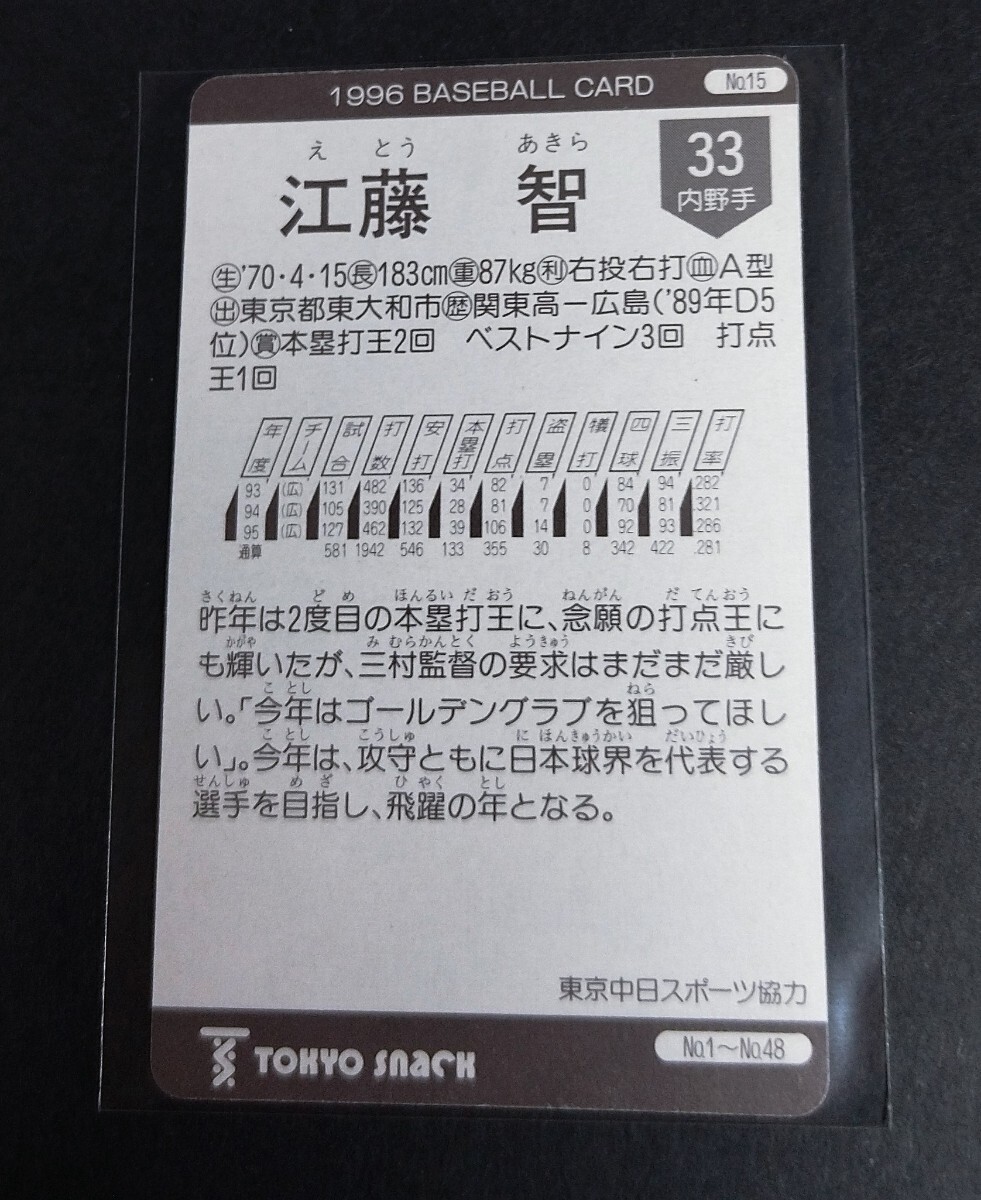 1996 BASEBALL CARD
No.15
え とう あきら
江藤 智
33
内野手
㊤'70・4・15㊐183cm㊝87kg㊒右投右打㊊A型
出東京都東大和市歴関東高ー広島('89年D5
位)賞本塁打王2回 ベストナイン3回 打点
王1回
年度 チーム 試合 打数 安打 本塁打 打点 盗塁 犠打 四球 三振 打率
93 (広) 131 482 136 34 82 7 0 84 94 .282
94 (広) 105 390 125 28 81 7 0 70 81 .321
95 (広) 127 462 132 39 106 14 0 92 93 .286
通算 581 1942 546 133 355 30 8 342 422 .281
さくねん ど め ほんるい だ おう ねんがん だ てんおう
昨年は2度目の本塁打王に、念願の打点王に
かがや み むらかんとく ようきゅう きび
も輝いたが、三村監督の要求はまだまだ厳し
こ とし ねら
い。「今年はゴールデングラブを狙ってほし
こ とし こうしゅ に ほんきゅうかい だいひょう
い」。今年は、攻守ともに日本球界を代表する
せんしゅ め ざ ひ やく とし
選手を目指し、飛躍の年となる。
東京中日スポーツ協力
TOKYO SNACK
No.1～No.48